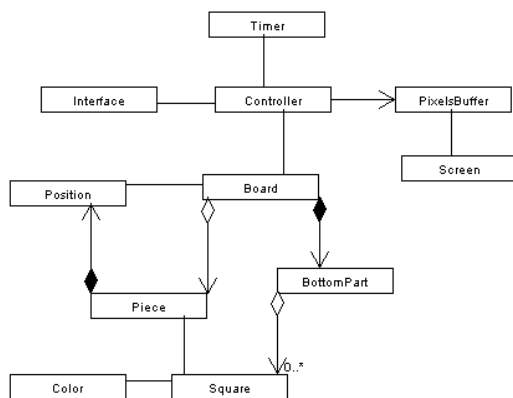 Timer
Interface
Controller
PixelsBuffer
Screen
Position
Board
BottomPart
Piece
0..*
Color
Square